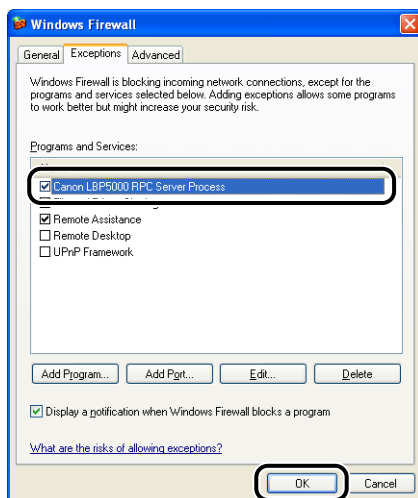 Windows Firewall
General Exceptions Advanced
Windows Firewall is blocking incoming network connections, except for the
programs and services selected below. Adding exceptions allows some programs
to work better but might increase your security risk.
Programs and Services:
Canon LBP5000 RPC Server Process
Remote Assistance
Remote Desktop
UPnP Framework
Add Program... Add Port... Edit... Delete
Display a notification when Windows Firewall blocks a program
What are the risks of allowing exceptions?
OK Cancel